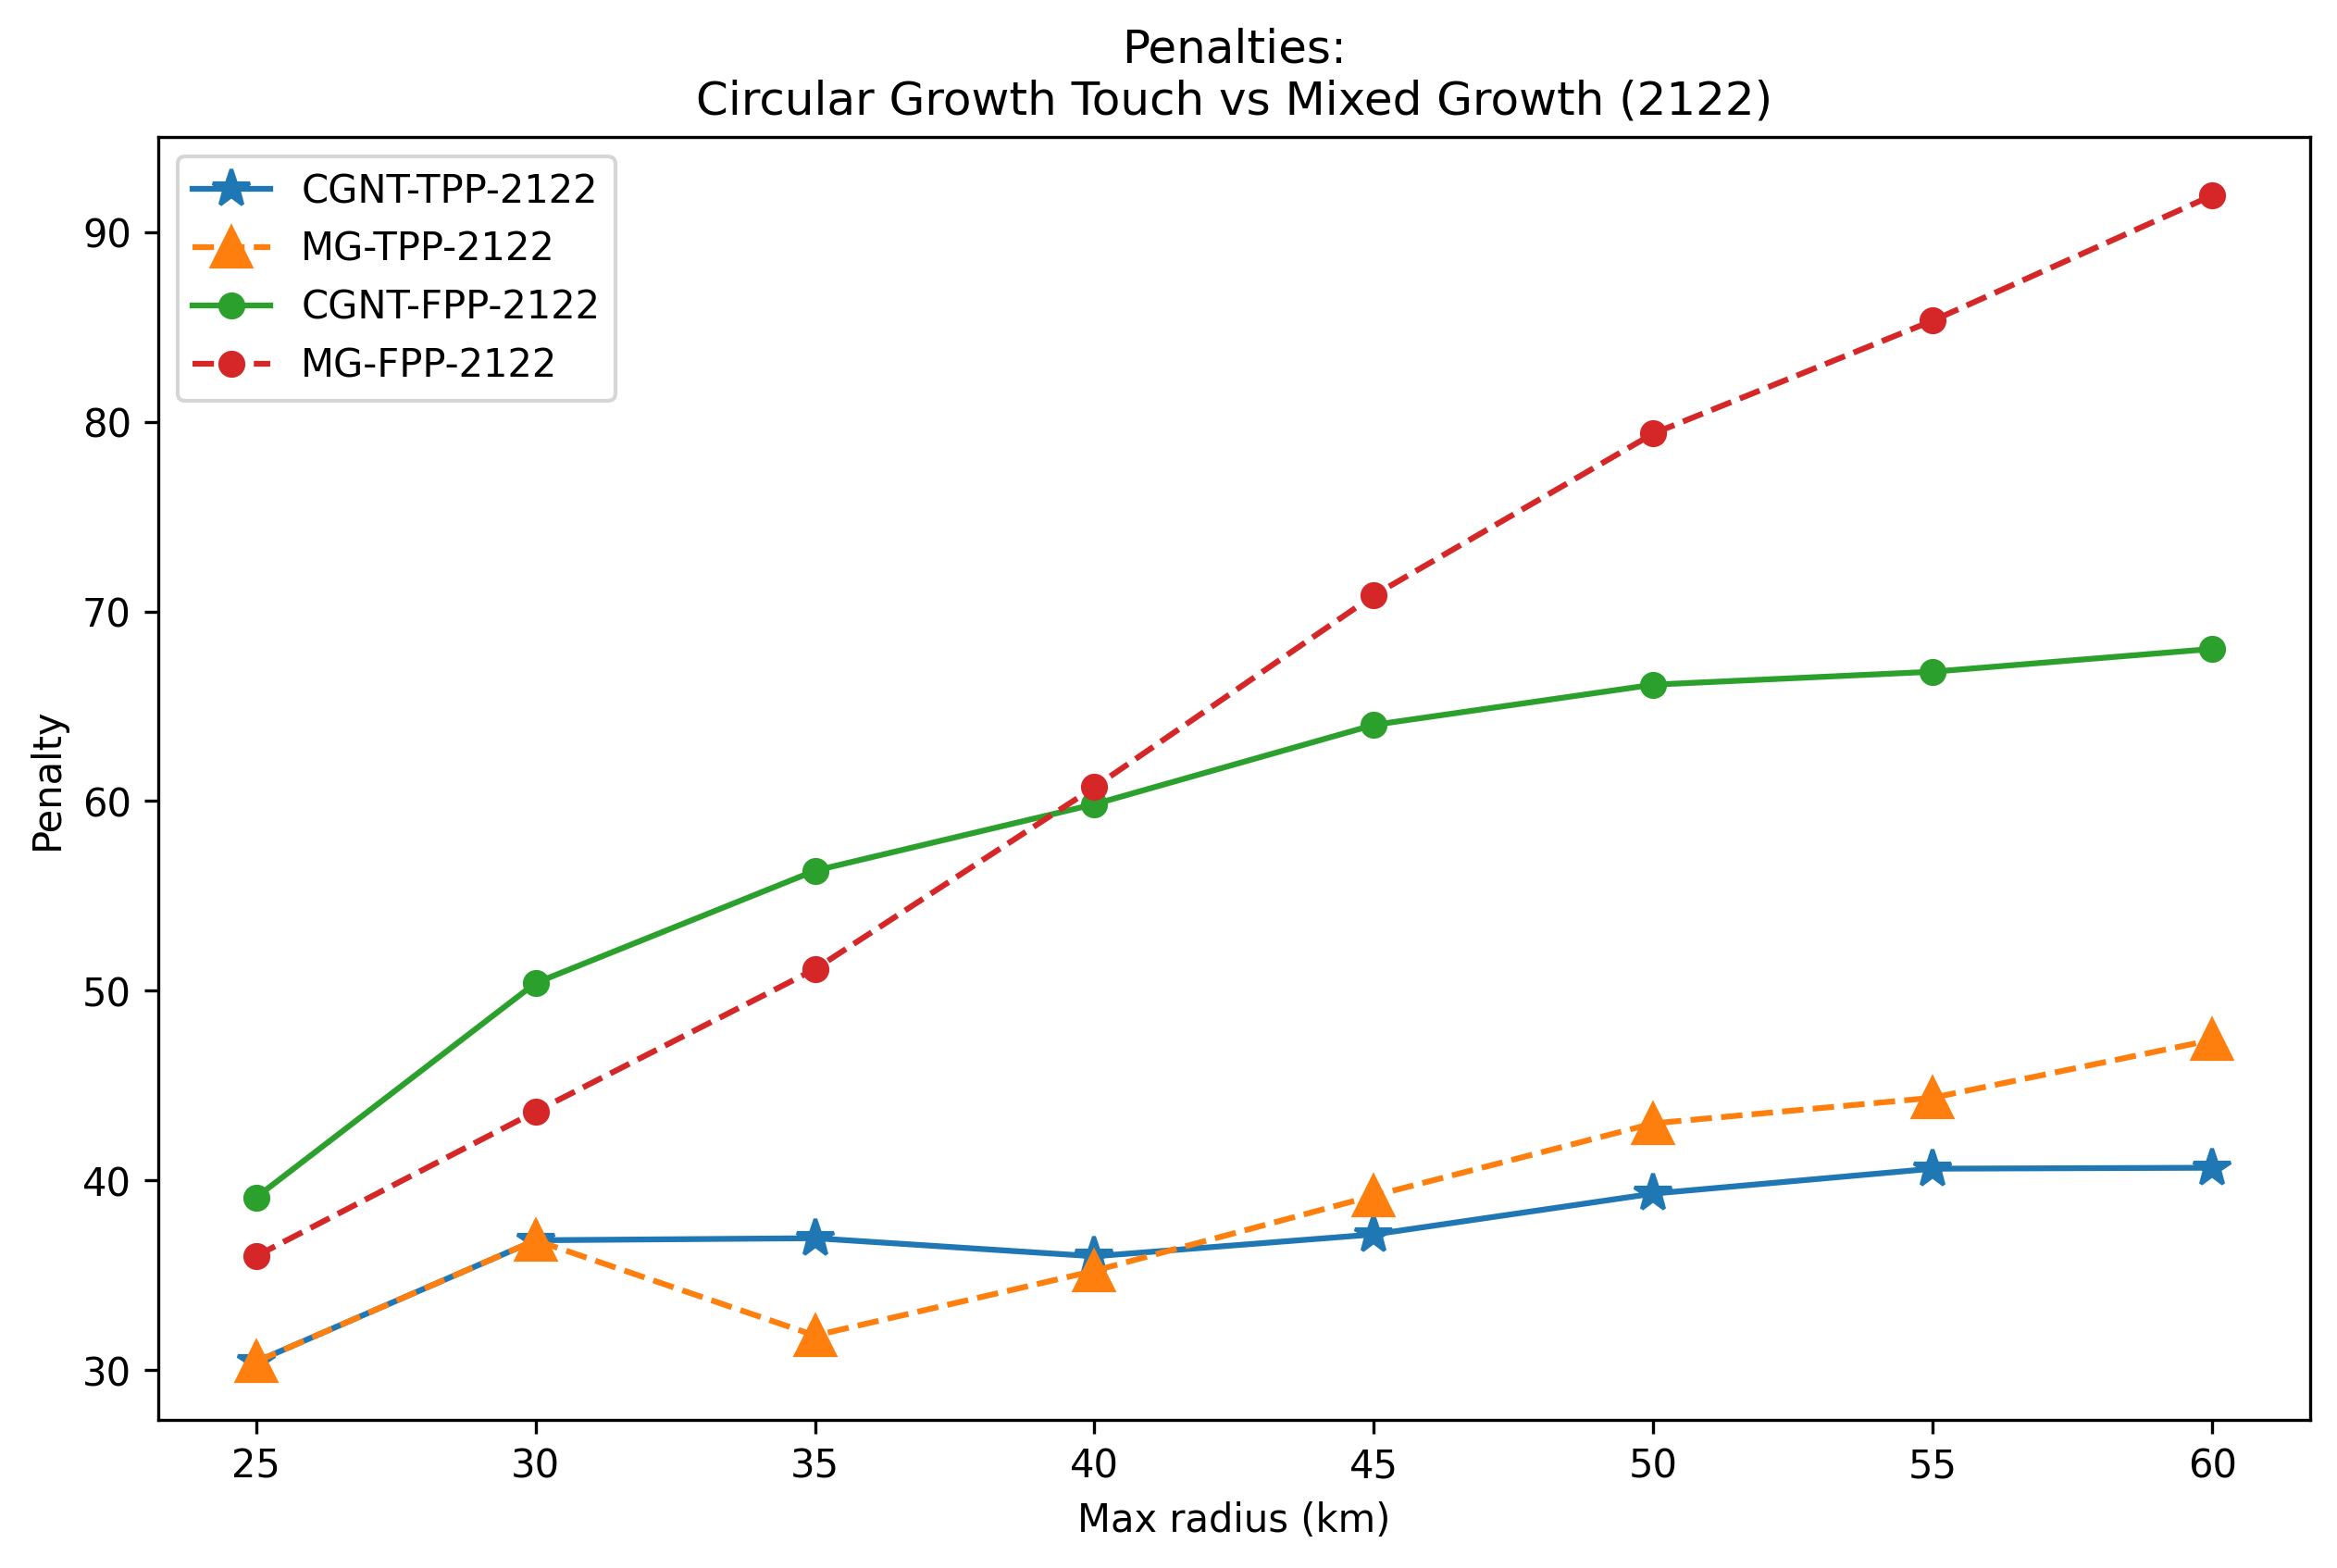 Penalties:
Circular Growth Touch vs Mixed Growth (2122)
CGNT-TPP-2122
MG-TPP-2122
CGNT-FPP-2122
MG-FPP-2122
90
80
70
60
50
40
30
Penalty
25 30 35 40 45 50 55 60
Max radius (km)